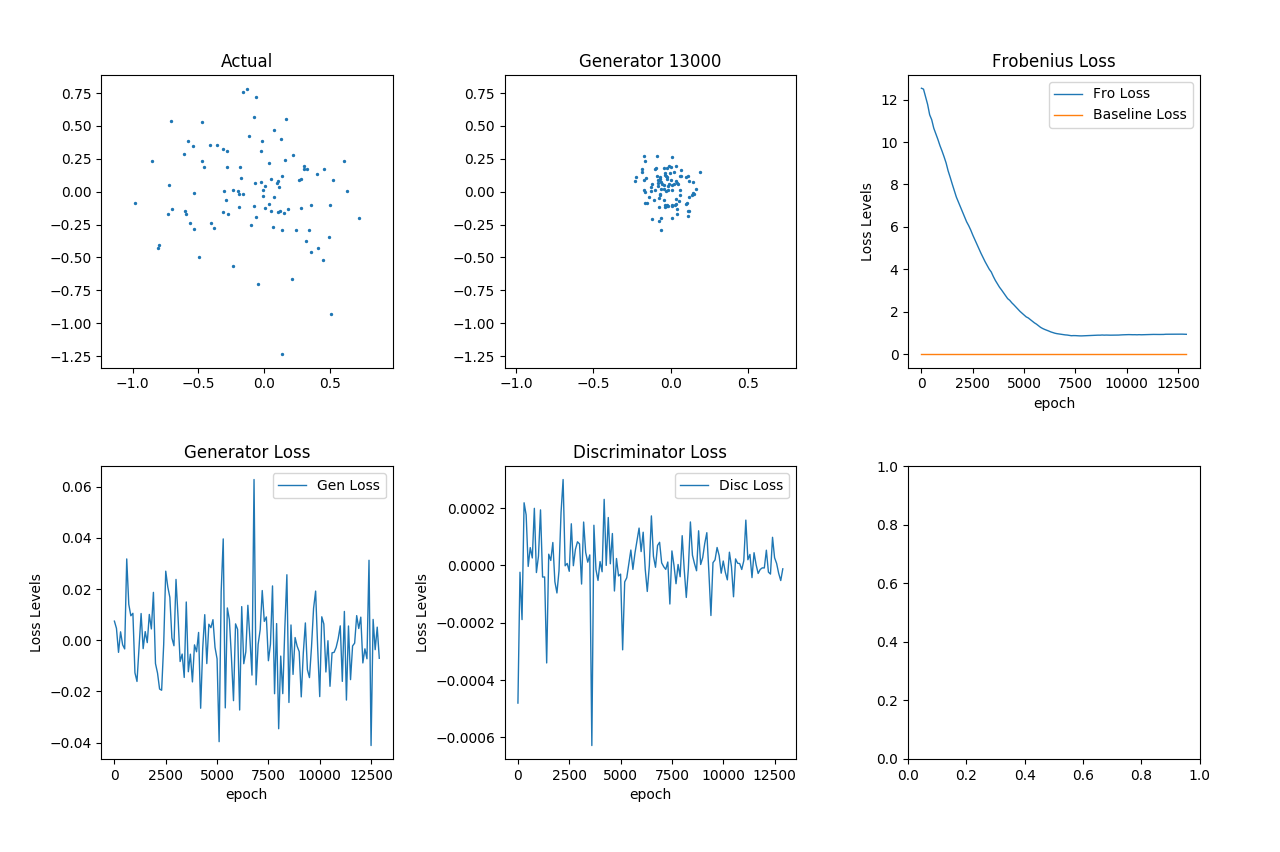 Actual
0.75
0.50
0.25
0.00
−0.25
−0.50
−0.75
−1.00
−1.25
−1.0 −0.5 0.0 0.5
Generator 13000
0.75
0.50
0.25
0.00
−0.25
−0.50
−0.75
−1.00
−1.25
−1.0 −0.5 0.0 0.5
Frobenius Loss
Fro Loss
Baseline Loss
Loss Levels
12
10
8
6
4
2
0
0 2500 5000 7500 10000 12500
epoch
Generator Loss
Gen Loss
Loss Levels
0.06
0.04
0.02
0.00
−0.02
−0.04
0 2500 5000 7500 10000 12500
epoch
Discriminator Loss
Disc Loss
Loss Levels
0.0002
0.0000
−0.0002
−0.0004
−0.0006
0 2500 5000 7500 10000 12500
epoch
1.0
0.8
0.6
0.4
0.2
0.0
0.0 0.2 0.4 0.6 0.8 1.0